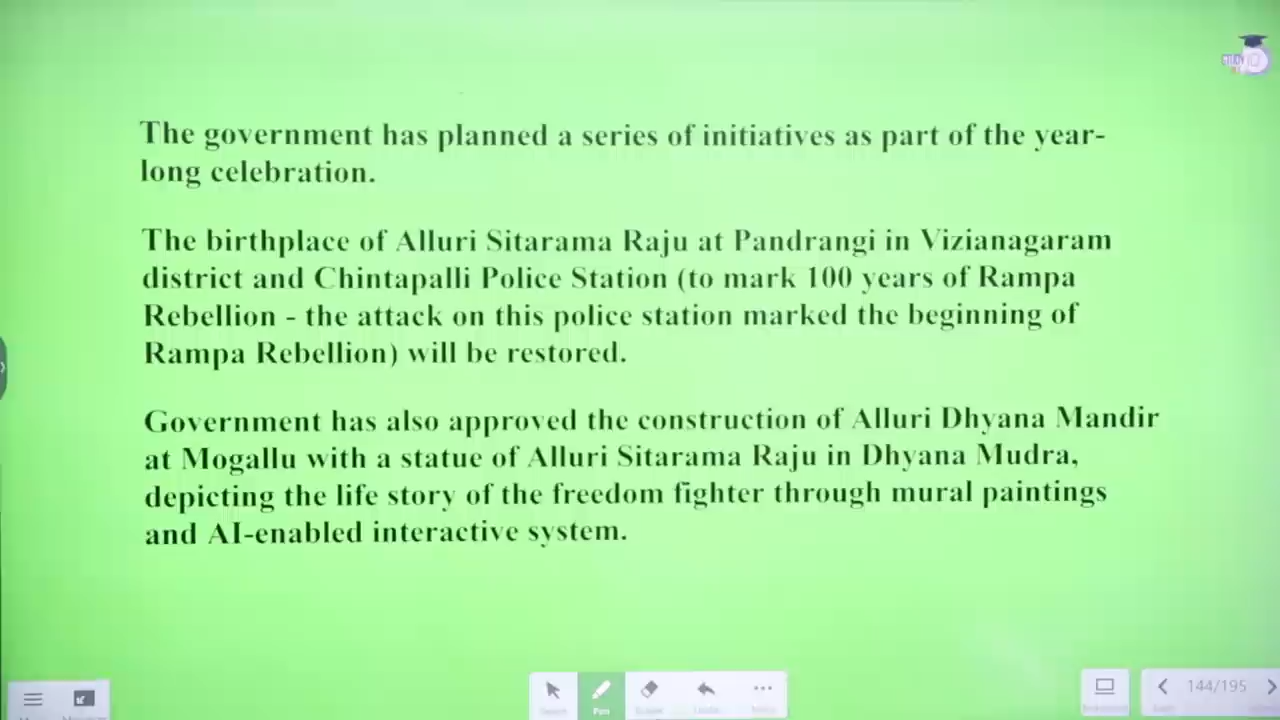 The government has planned a series of initiatives as part of the year-
long celebration.
The birthplace of Alluri Sitarama Raju at Pandrangi in Vizianagaram
district and Chintapalli Police Station (to mark 100 years of Rampa
Rebellion - the attack on this police station marked the beginning of
Rampa Rebellion) will be restored.
Government has also approved the construction of Alluri Dhyana Mandir
at Mogallu with a statue of Alluri Sitarama Raju in Dhyana Mudra,
depicting the life story of the freedom fighter through mural paintings
and AI-enabled interactive system.
Pen
144/195